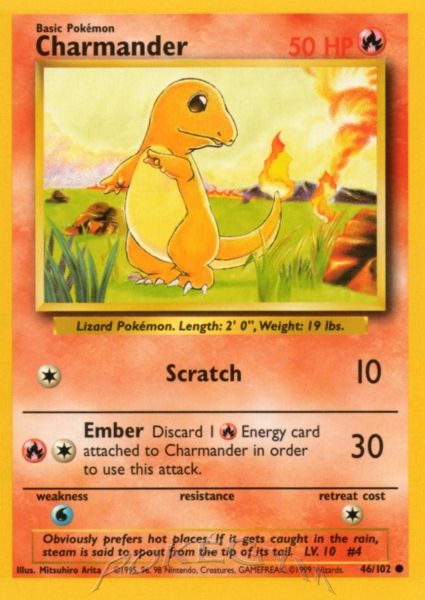 Basic Pokémon
Charmander 50 HP
Lizard Pokémon. Length: 2' 0", Weight: 19 lbs.
Scratch 10
Ember Discard 1 Energy card
attached to Charmander in order
to use this attack.
30
weakness resistance retreat cost
Obviously prefers hot places. If it gets caught in the rain,
steam is said to spout from the tip of its tail. LV. 10 #4
Illus. Mitsuhiro Arita ©1995, 96, 98 Nintendo, Creatures, GAMEFREAK. ©1999 Wizards. 46/102 ●